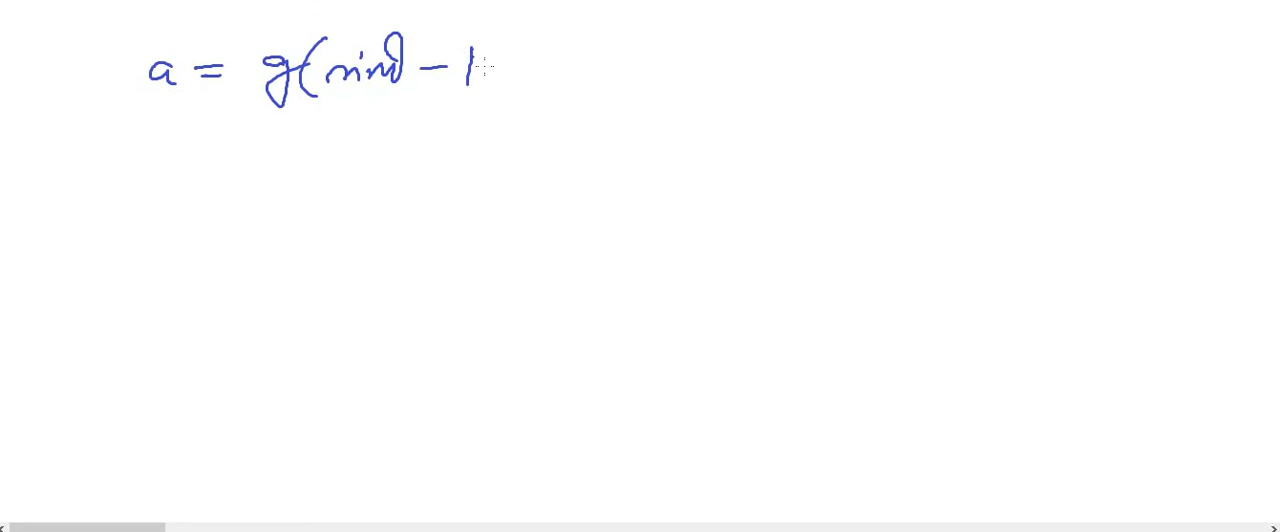 a = g(sinθ - 1